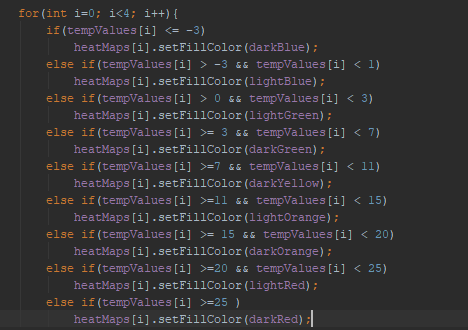 for(int i=0; i<4; i++){
    if(tempValues[i] <= -3)
        heatMaps[i].setFillColor(darkBlue);
    else if(tempValues[i] > -3 && tempValues[i] < 1)
        heatMaps[i].setFillColor(lightBlue);
    else if(tempValues[i] > 0 && tempValues[i] < 3)
        heatMaps[i].setFillColor(lightGreen);
    else if(tempValues[i] >= 3 && tempValues[i] < 7)
        heatMaps[i].setFillColor(darkGreen);
    else if(tempValues[i] >=7 && tempValues[i] < 11)
        heatMaps[i].setFillColor(darkYellow);
    else if(tempValues[i] >=11 && tempValues[i] < 15)
        heatMaps[i].setFillColor(lightOrange);
    else if(tempValues[i] >= 15 && tempValues[i] < 20)
        heatMaps[i].setFillColor(darkOrange);
    else if(tempValues[i] >=20 && tempValues[i] < 25)
        heatMaps[i].setFillColor(lightRed);
    else if(tempValues[i] >=25 )
        heatMaps[i].setFillColor(darkRed);